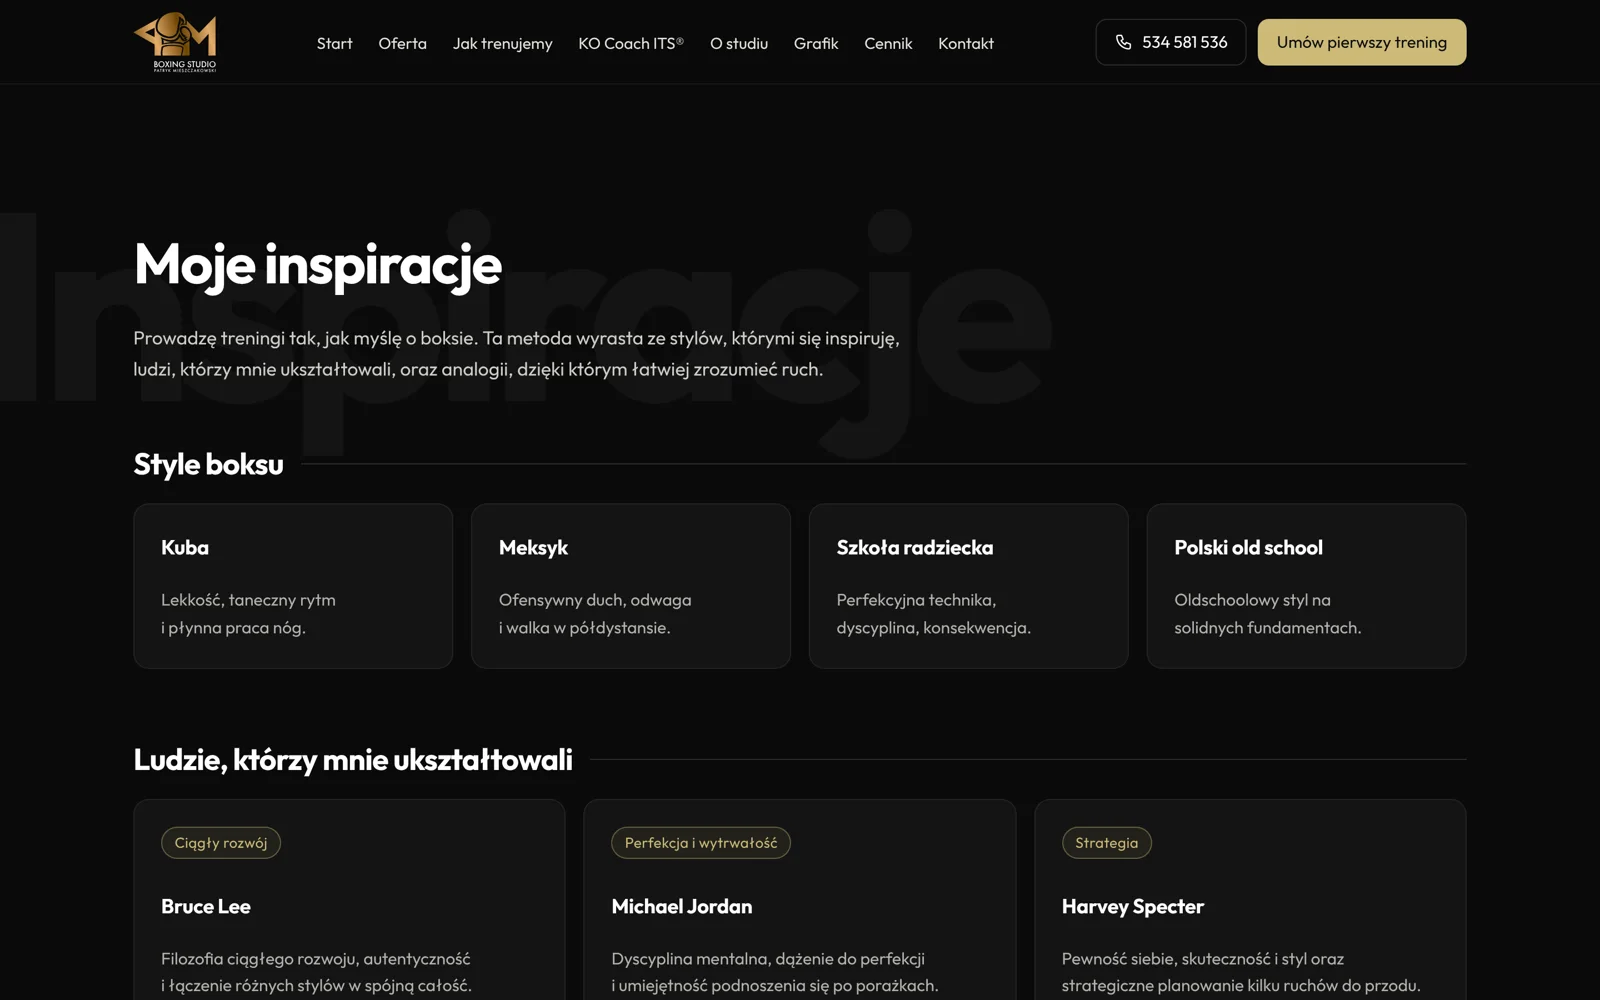 BOXING STUDIO
PATRYK MIESZCZAKOWSKI
Start
Oferta
Jak trenujemy
KO Coach ITS®
O studiu
Grafik
Cennik
Kontakt
534 581 536
Umów pierwszy trening
Inspiracje
Moje inspiracje
Prowadzę treningi tak, jak myślę o boksie. Ta metoda wyrasta ze stylów, którymi się inspiruję,
ludzi, którzy mnie ukształtowali, oraz analogii, dzięki którym łatwiej zrozumieć ruch.
Style boksu
Kuba
Lekkość, taneczny rytm
i płynna praca nóg.
Meksyk
Ofensywny duch, odwaga
i walka w półdystansie.
Szkoła radziecka
Perfekcyjna technika,
dyscyplina, konsekwencja.
Polski old school
Oldschoolowy styl na
solidnych fundamentach.
Ludzie, którzy mnie ukształtowali
Ciągły rozwój
Bruce Lee
Filozofia ciągłego rozwoju, autentyczność
i łączenie różnych stylów w spójną całość.
Perfekcja i wytrwałość
Michael Jordan
Dyscyplina mentalna, dążenie do perfekcji
i umiejętność podnoszenia się po porażkach.
Strategia
Harvey Specter
Pewność siebie, skuteczność i styl oraz
strategiczne planowanie kilku ruchów do przodu.